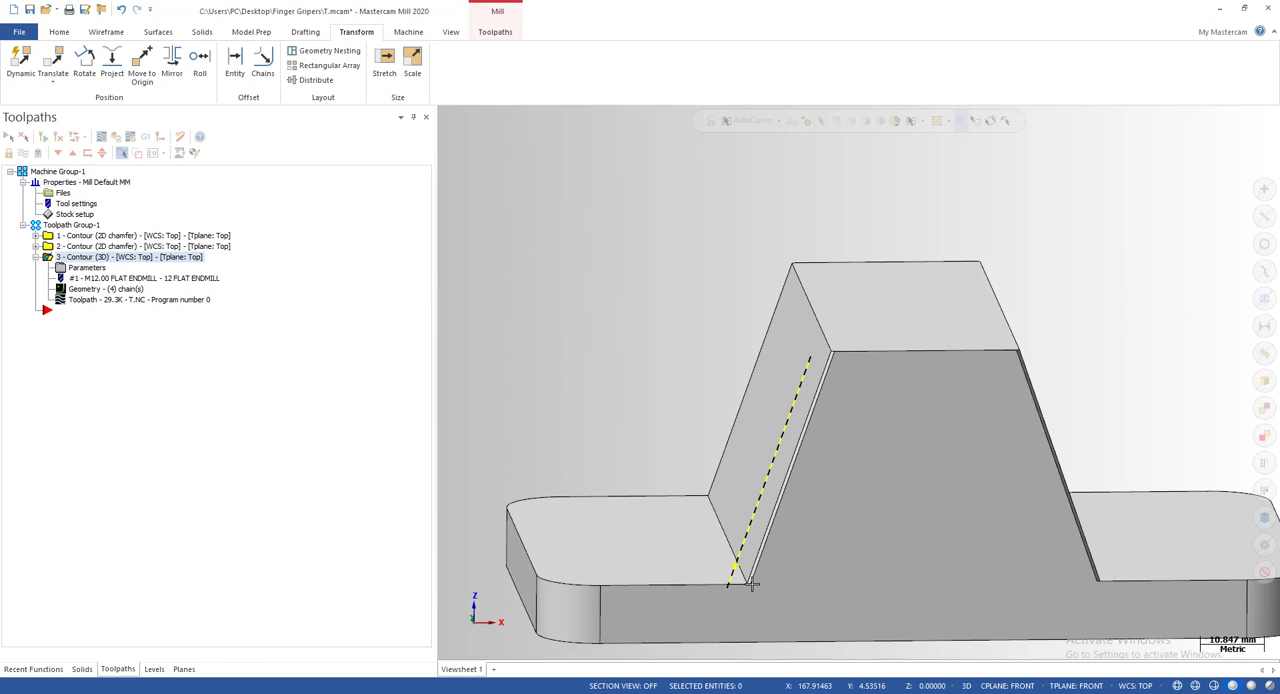 C:\Users\PC\Desktop\Finger Gripers\T.mcam* - Mastercam Mill 2020
Mill
File Home Wireframe Surfaces Solids Model Prep Drafting Transform Machine View Toolpaths
My Mastercam
Dynamic Translate Rotate Project Move to Origin Mirror Roll
Entity Chains
Geometry Nesting
Rectangular Array
Distribute
Stretch Scale
Position Offset Layout Size
Toolpaths
AutoCursor
G1
Machine Group-1
Properties - Mill Default MM
Files
Tool settings
Stock setup
Toolpath Group-1
1 - Contour (2D chamfer) - [WCS: Top] - [Tplane: Top]
2 - Contour (2D chamfer) - [WCS: Top] - [Tplane: Top]
3 - Contour (3D) - [WCS: Top] - [Tplane: Top]
Parameters
#1 - M12.00 FLAT ENDMILL - 12 FLAT ENDMILL
Geometry - (4) chain(s)
Toolpath - 29.3K - T.NC - Program number 0
Z
Y
X
Activate Windows
Go to Settings to activate Windows.
10.847 mm
Metric
Recent Functions Solids Toolpaths Levels Planes
Viewsheet 1
SECTION VIEW: OFF SELECTED ENTITIES: 0 X: 167.91463 Y: 4.53516 Z: 0.00000 3D CPLANE: FRONT TPLANE: FRONT WCS: TOP